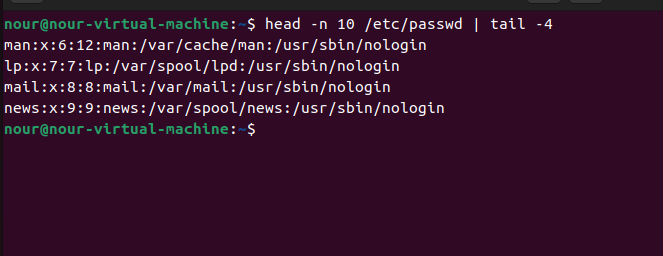 nour@nour-virtual-machine:~$ head -n 10 /etc/passwd | tail -4
man:x:6:12:man:/var/cache/man:/usr/sbin/nologin
lp:x:7:7:lp:/var/spool/lpd:/usr/sbin/nologin
mail:x:8:8:mail:/var/mail:/usr/sbin/nologin
news:x:9:9:news:/var/spool/news:/usr/sbin/nologin
nour@nour-virtual-machine:~$